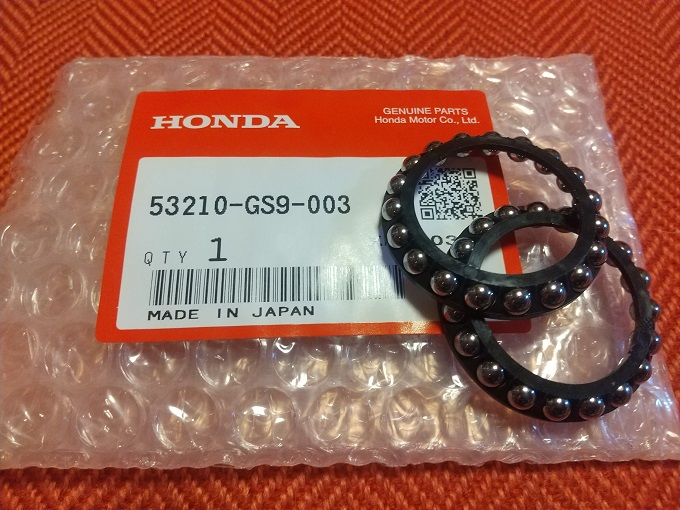 GENUINE PARTS
HONDA
Honda Motor Co., Ltd.
53210-GS9-003
QTY 1
MADE IN JAPAN